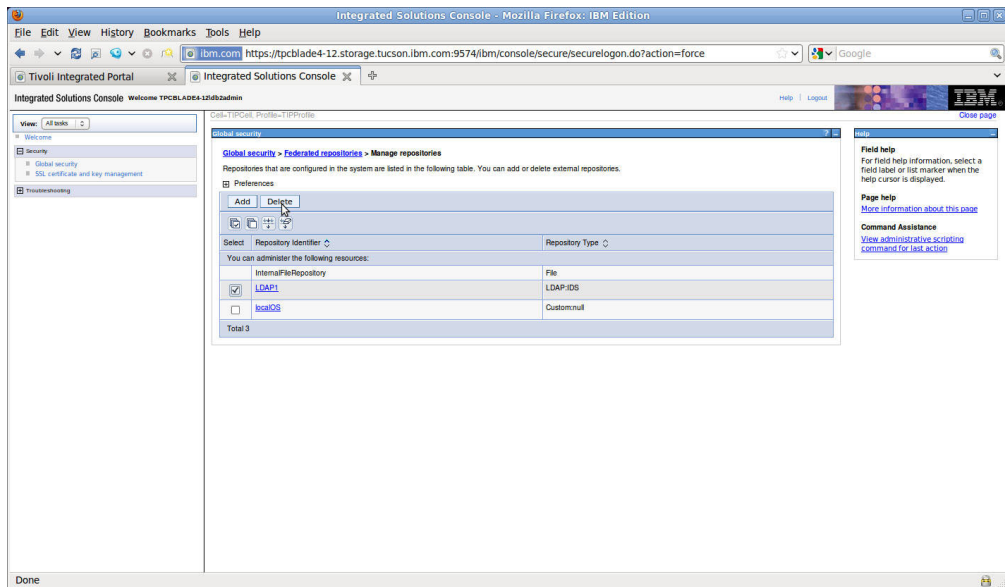 Integrated Solutions Console - Mozilla Firefox: IBM Edition
File Edit View History Bookmarks Tools Help
ibm.com https://tpcblade4-12.storage.tucson.ibm.com:9574/ibm/console/secure/securelogon.do?action=force
Google
Tivoli Integrated Portal
Integrated Solutions Console
Integrated Solutions Console Welcome TPCBLADE4-12\db2admin
Help | Logout
IBM.
View: All tasks
Cell=TIPCell, Profile=TIPProfile
Close page
Welcome
Security
Global security
SSL certificate and key management
Troubleshooting
Global security
? -
Global security > Federated repositories > Manage repositories
Repositories that are configured in the system are listed in the following table. You can add or delete external repositories.
Preferences
Add Delete
Select Repository Identifier Repository Type
You can administer the following resources:
InternalFileRepository File
LDAP1 LDAP:IDS
localOS Custom:null
Total 3
Help
Field help
For field help information, select a
field label or list marker when the
help cursor is displayed.
Page help
More information about this page
Command Assistance
View administrative scripting
command for last action
Done